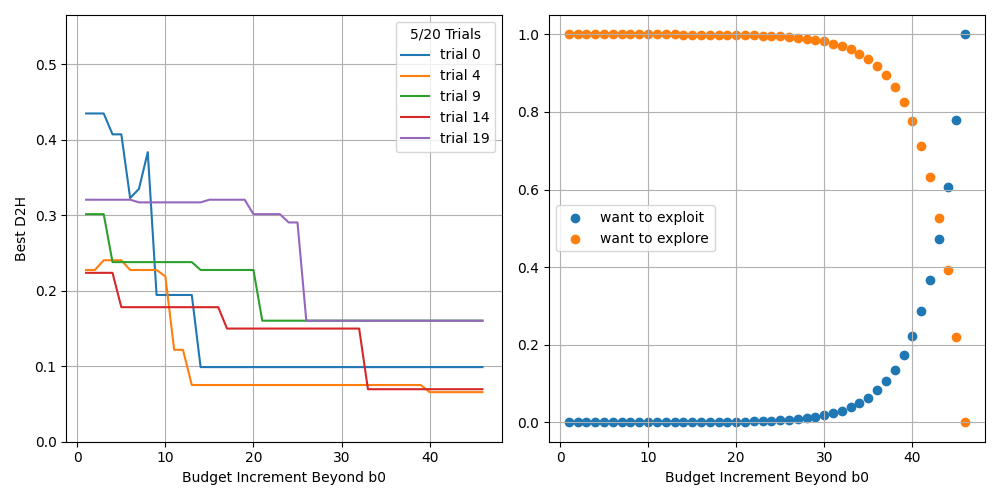 5/20 Trials
trial 0
trial 4
trial 9
trial 14
trial 19
0.5
0.4
0.3
0.2
0.1
0.0
Best D2H
0 10 20 30 40
Budget Increment Beyond b0
1.0
0.8
0.6
0.4
0.2
0.0
want to exploit
want to explore
0 10 20 30 40
Budget Increment Beyond b0